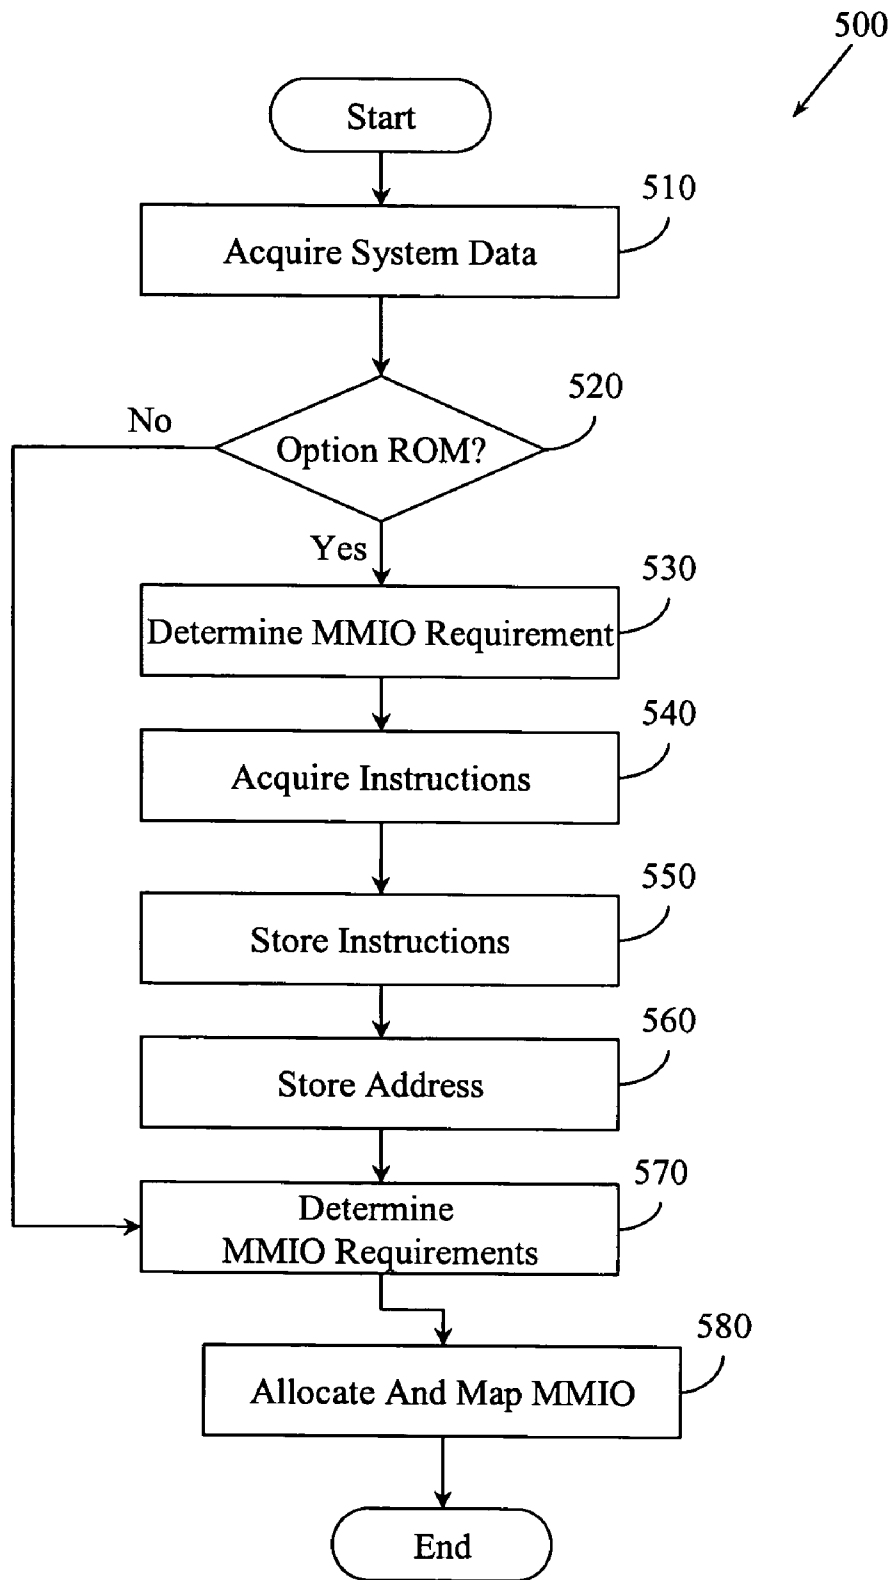 500
Start
510
Acquire System Data
520
No
Option ROM?
Yes
530
Determine MMIO Requirement
540
Acquire Instructions
550
Store Instructions
560
Store Address
570
Determine
MMIO Requirements
580
Allocate And Map MMIO
End